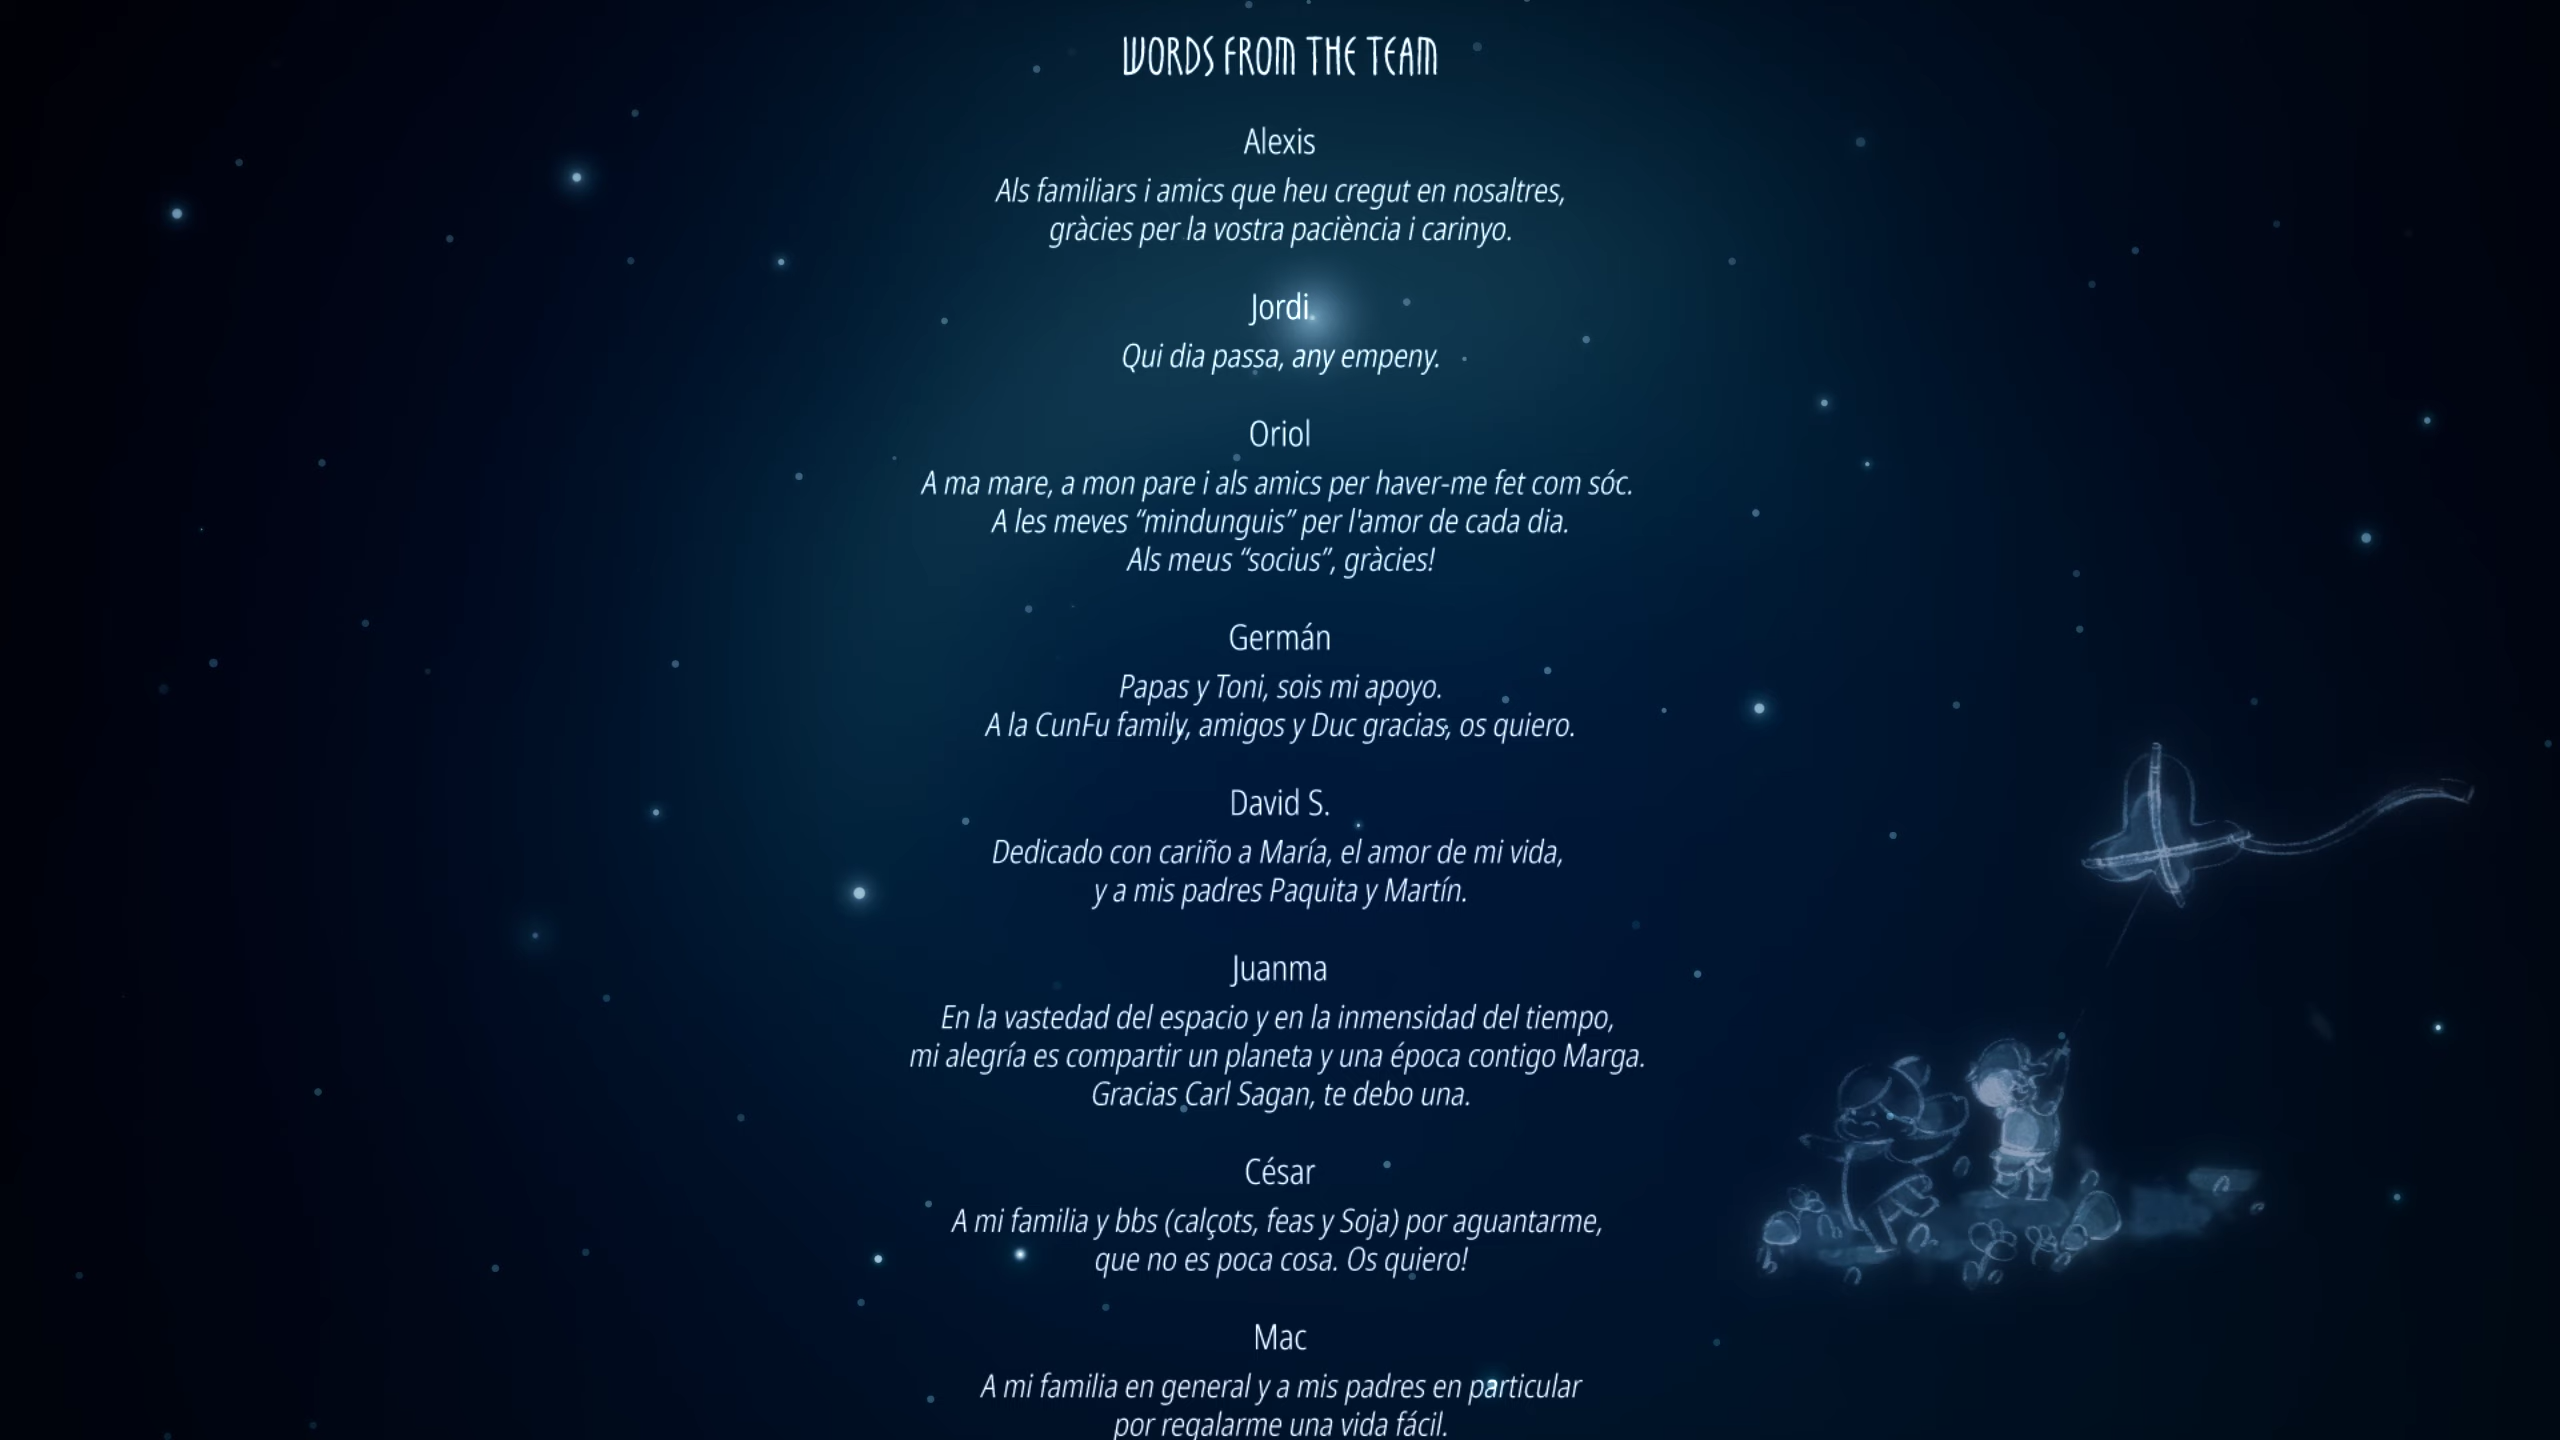 WORDS FROM THE TEAM
Alexis
Als familiars i amics que heu cregut en nosaltres,
gràcies per la vostra paciència i carinyo.
Jordi
Qui dia passa, any empeny.
Oriol
A ma mare, a mon pare i als amics per haver-me fet com sóc.
A les meves “mindunguis” per l'amor de cada dia.
Als meus “socius”, gràcies!
Germán
Papas y Toni, sois mi apoyo.
A la CunFu family, amigos y Duc gracias, os quiero.
David S.
Dedicado con cariño a María, el amor de mi vida,
y a mis padres Paquita y Martín.
Juanma
En la vastedad del espacio y en la inmensidad del tiempo,
mi alegría es compartir un planeta y una época contigo Marga.
Gracias Carl Sagan, te debo una.
César
A mi familia y bbs (calçots, feas y Soja) por aguantarme,
que no es poca cosa. Os quiero!
Mac
A mi familia en general y a mis padres en particular
por regalarme una vida fácil.